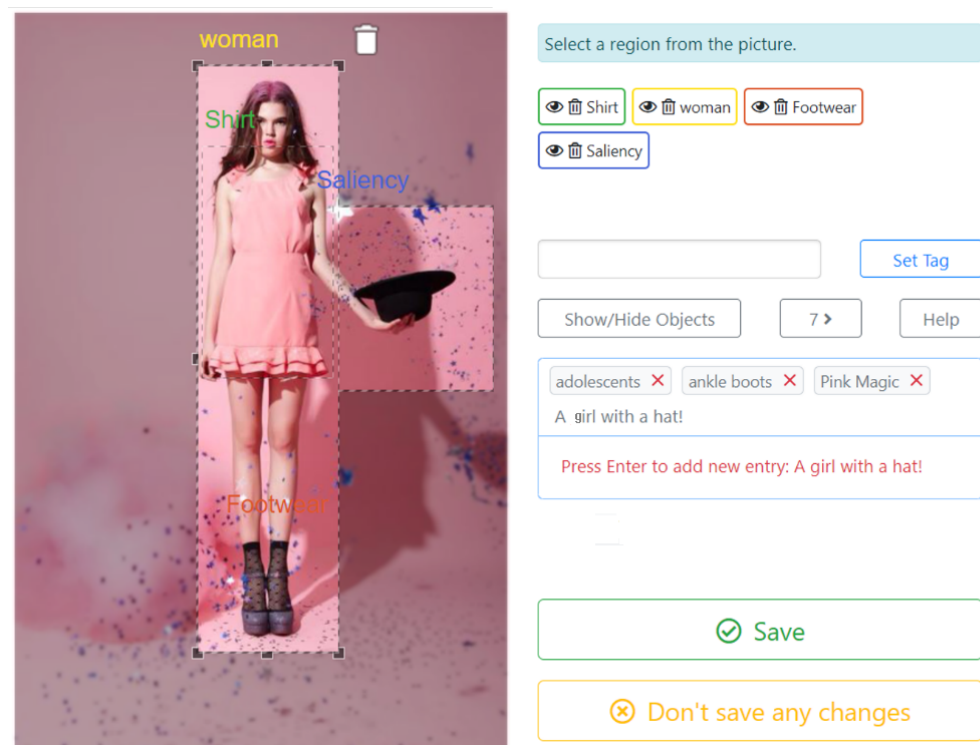 woman
Shirt
Saliency
Footwear
Select a region from the picture.
Shirt woman Footwear
Saliency
Set Tag
Show/Hide Objects 7 Help
adolescents ankle boots Pink Magic
A girl with a hat!
Press Enter to add new entry: A girl with a hat!
Save
Don't save any changes